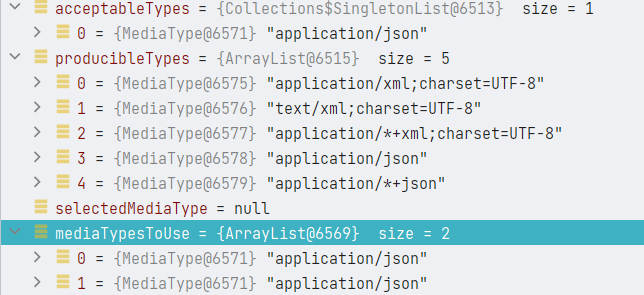 acceptableTypes = {Collections$SingletonList@6513} size = 1
0 = {MediaType@6571} "application/json"
producibleTypes = {ArrayList@6515} size = 5
0 = {MediaType@6575} "application/xml;charset=UTF-8"
1 = {MediaType@6576} "text/xml;charset=UTF-8"
2 = {MediaType@6577} "application/*+xml;charset=UTF-8"
3 = {MediaType@6578} "application/json"
4 = {MediaType@6579} "application/*+json"
selectedMediaType = null
mediaTypesToUse = {ArrayList@6569} size = 2
0 = {MediaType@6571} "application/json"
1 = {MediaType@6571} "application/json"